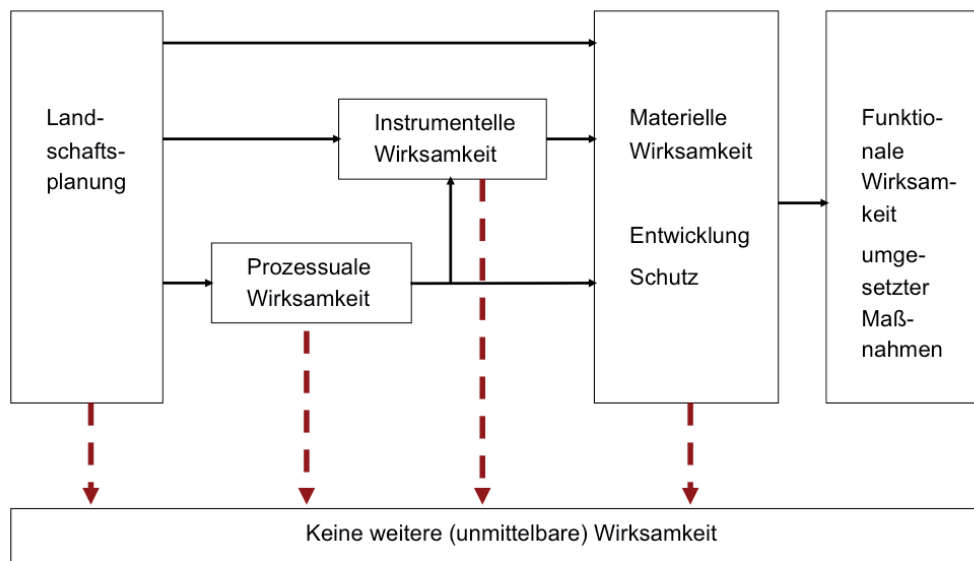 Land-
schafts-
planung
Instrumentelle
Wirksamkeit
Prozessuale
Wirksamkeit
Materielle
Wirksamkeit
Entwicklung
Schutz
Funktio-
nale
Wirksam-
keit
umge-
setzter
Maß-
nahmen
Keine weitere (unmittelbare) Wirksamkeit